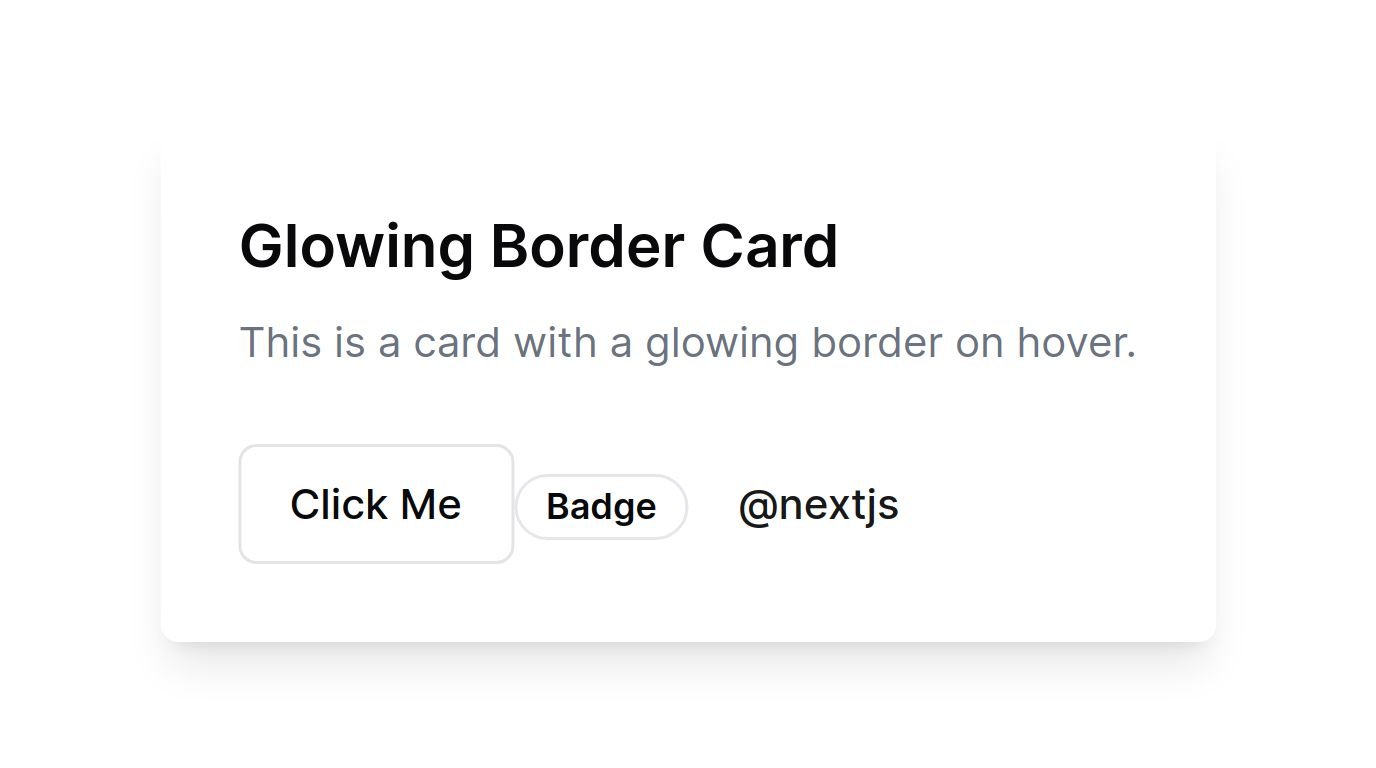 Glowing Border Card
This is a card with a glowing border on hover.
Click Me Badge @nextjs